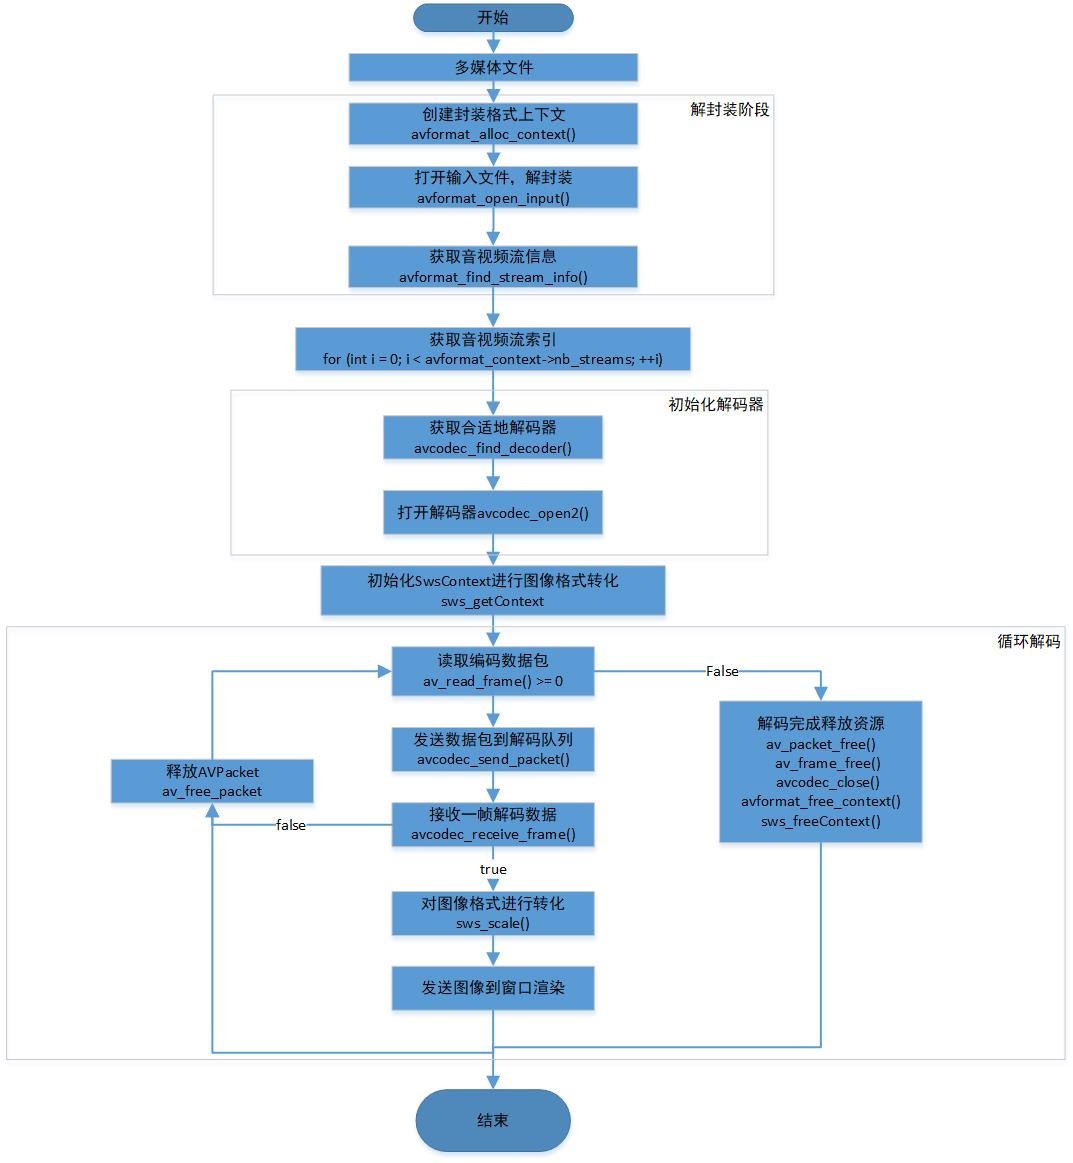 开始
多媒体文件
解封装阶段
创建封装格式上下文
avformat_alloc_context()
打开输入文件，解封装
avformat_open_input()
获取音视频流信息
avformat_find_stream_info()
获取音视频流索引
for (int i = 0; i < avformat_context->nb_streams; ++i)
初始化解码器
获取合适地解码器
avcodec_find_decoder()
打开解码器avcodec_open2()
初始化SwsContext进行图像格式转化
sws_getContext
循环解码
读取编码数据包
av_read_frame() >= 0
False
发送数据包到解码队列
avcodec_send_packet()
解码完成释放资源
av_packet_free()
av_frame_free()
avcodec_close()
avformat_free_context()
sws_freeContext()
释放AVPacket
av_free_packet
接收一帧解码数据
avcodec_receive_frame()
false
true
对图像格式进行转化
sws_scale()
发送图像到窗口渲染
结束